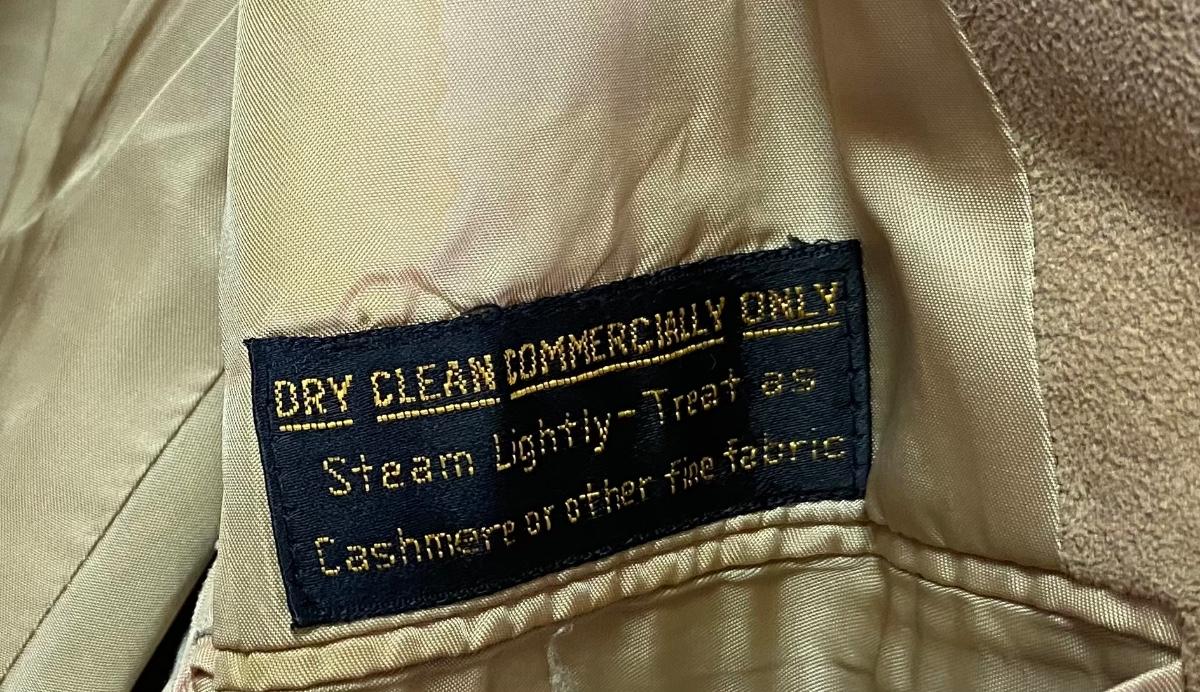 DRY CLEAN COMMERCIALLY ONLY
Steam Lightly-Treat as
Cashmere or other fine fabric